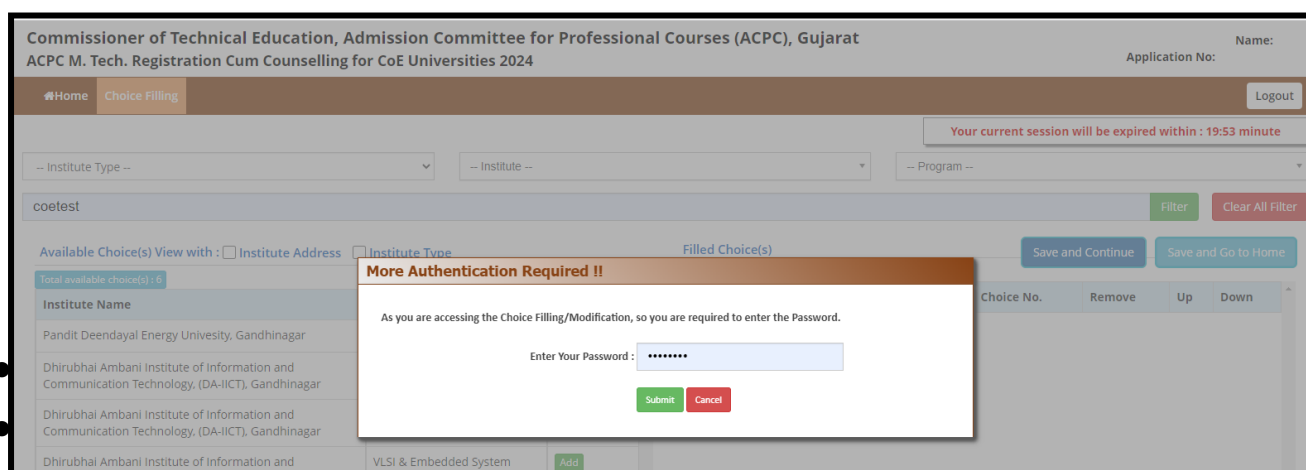 Commissioner of Technical Education, Admission Committee for Professional Courses (ACPC), Gujarat
ACPC M. Tech. Registration Cum Counselling for CoE Universities 2024
Name:
Application No:
Home Choice Filling Logout
Your current session will be expired within : 19:53 minute
-- Institute Type -- -- Institute -- -- Program --
coetest Filter Clear All Filter
Available Choice(s) View with : Institute Address Institute Type Filled Choice(s) Save and Continue Save and Go to Home
Total available choice(s) : 6
Institute Name Choice No. Remove Up Down
Pandit Deendayal Energy Univesity, Gandhinagar
Dhirubhai Ambani Institute of Information and
Communication Technology, (DA-IICT), Gandhinagar
Dhirubhai Ambani Institute of Information and
Communication Technology, (DA-IICT), Gandhinagar
Dhirubhai Ambani Institute of Information and VLSI & Embedded System Add
More Authentication Required !!
As you are accessing the Choice Filling/Modification, so you are required to enter the Password.
Enter Your Password : ••••••••
Submit Cancel